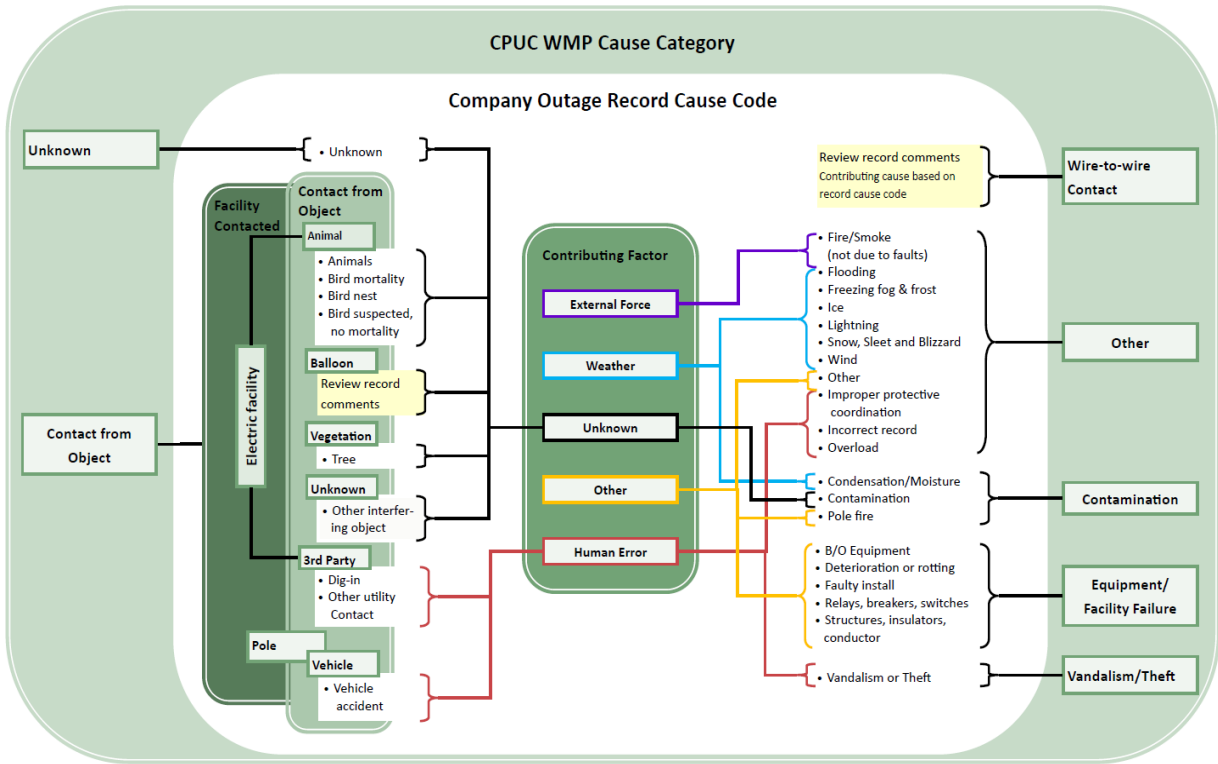 CPUC WMP Cause Category
Company Outage Record Cause Code
Unknown
• Unknown
Facility
Contacted
Contact from
Object
Animal
• Animals
• Bird mortality
• Bird nest
• Bird suspected,
no mortality
Balloon
Review record
comments
Vegetation
• Tree
Unknown
• Other interfer-
ing object
3rd Party
• Dig-in
• Other utility
Contact
Pole
Vehicle
• Vehicle
accident
Electric facility
Contact from
Object
Contributing Factor
External Force
Weather
Unknown
Other
Human Error
Review record comments
Contributing cause based on
record cause code
• Fire/Smoke
(not due to faults)
• Flooding
• Freezing fog & frost
• Ice
• Lightning
• Snow, Sleet and Blizzard
• Wind
• Other
• Improper protective
coordination
• Incorrect record
• Overload
• Condensation/Moisture
• Contamination
• Pole fire
• B/O Equipment
• Deterioration or rotting
• Faulty install
• Relays, breakers, switches
• Structures, insulators,
conductor
• Vandalism or Theft
Wire-to-wire
Contact
Other
Contamination
Equipment/
Facility Failure
Vandalism/Theft